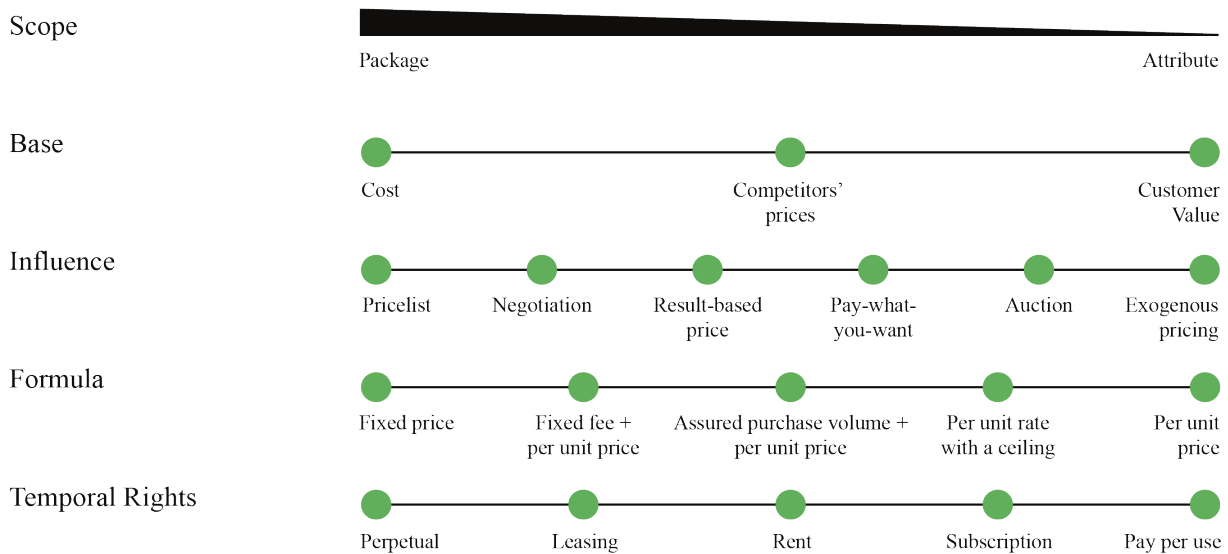 Scope
Package
Attribute
Base
Cost
Competitors’
prices
Customer
Value
Influence
Pricelist
Negotiation
Result-based
price
Pay-what-
you-want
Auction
Exogenous
pricing
Formula
Fixed price
Fixed fee +
per unit price
Assured purchase volume +
per unit price
Per unit rate
with a ceiling
Per unit
price
Temporal Rights
Perpetual
Leasing
Rent
Subscription
Pay per use